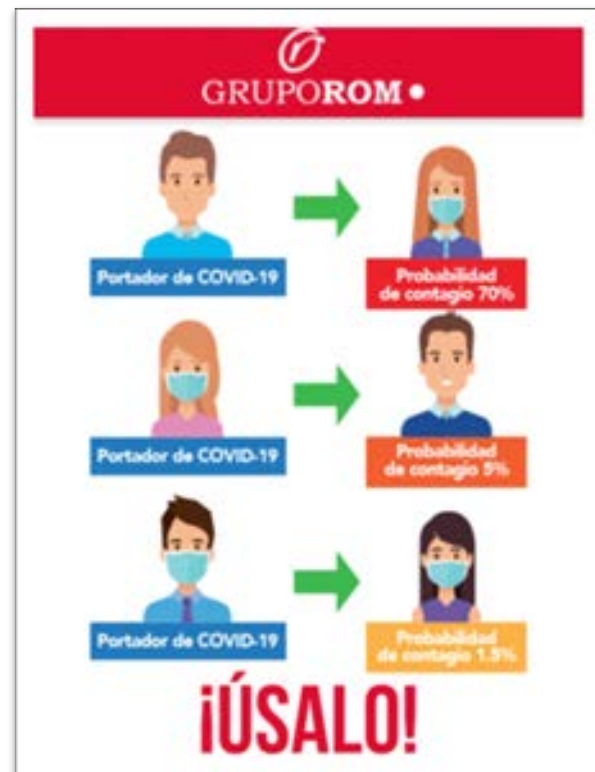 GRUPOROM
Portador de COVID-19
Probabilidad
de contagio 70%
Portador de COVID-19
Probabilidad
de contagio 5%
Portador de COVID-19
Probabilidad
de contagio 1.5%
¡ÚSALO!